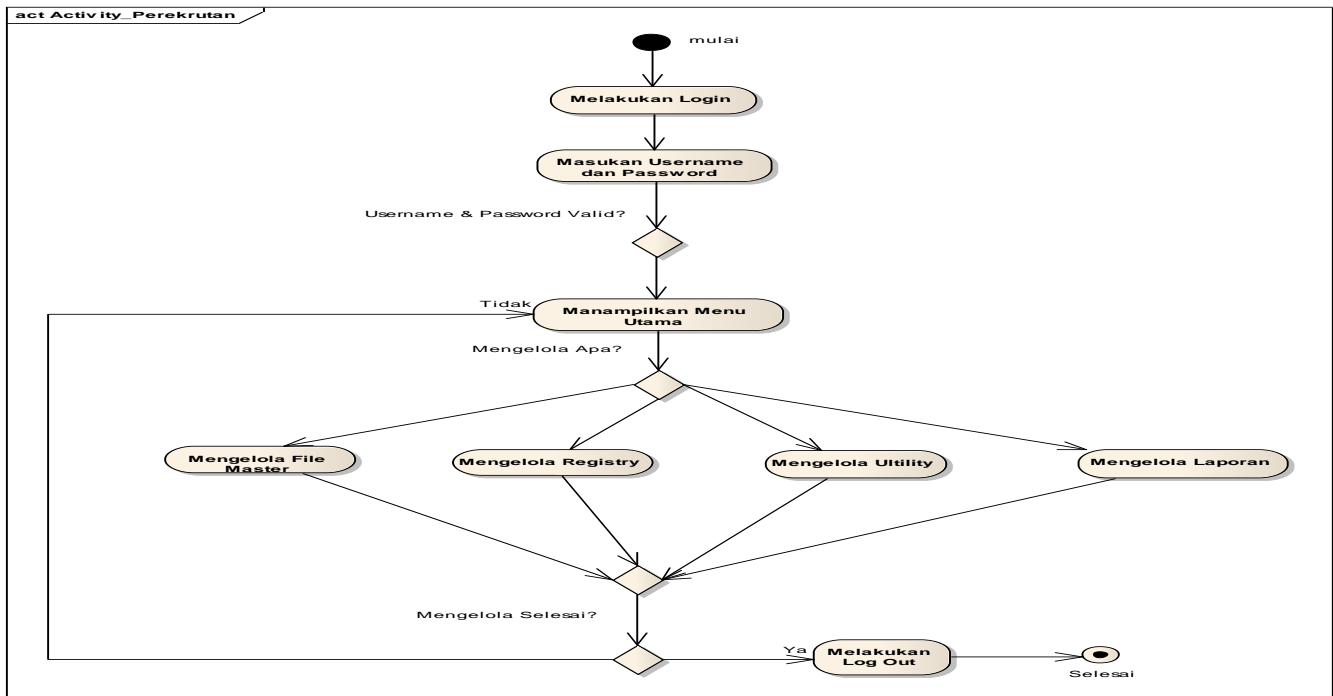 act Activity_Perekrutan
mulai
Melakukan Login
Masukan Username
dan Password
Username & Password Valid?
Tidak
Manampilkan Menu
Utama
Mengelola Apa?
Mengelola File
Master
Mengelola Registry
Mengelola Ultility
Mengelola Laporan
Mengelola Selesai?
Ya
Melakukan
Log Out
Selesai